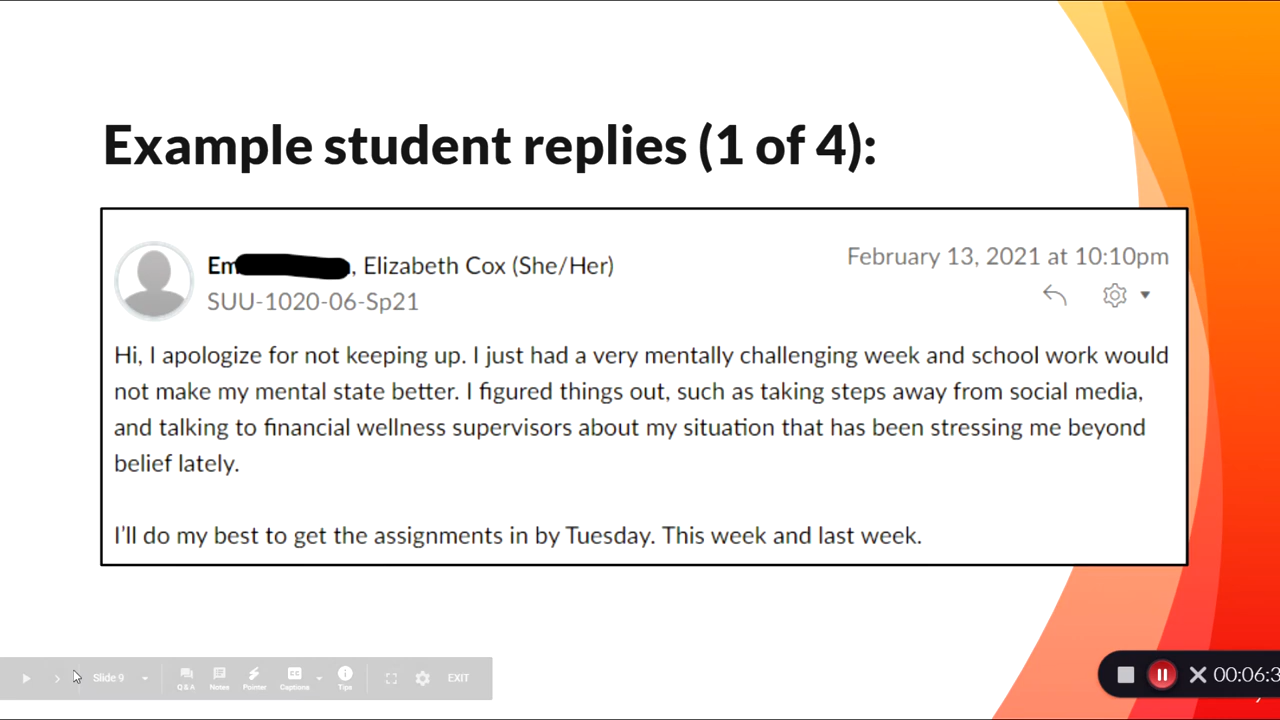 Example student replies (1 of 4):
Em, Elizabeth Cox (She/Her)
February 13, 2021 at 10:10pm
SUU-1020-06-Sp21
Hi, I apologize for not keeping up. I just had a very mentally challenging week and school work would
not make my mental state better. I figured things out, such as taking steps away from social media,
and talking to financial wellness supervisors about my situation that has been stressing me beyond
belief lately.
I'll do my best to get the assignments in by Tuesday. This week and last week.
Slide 9
Q&A
Notes
Pointer
CC
Captions
Tips
EXIT
00:06:3